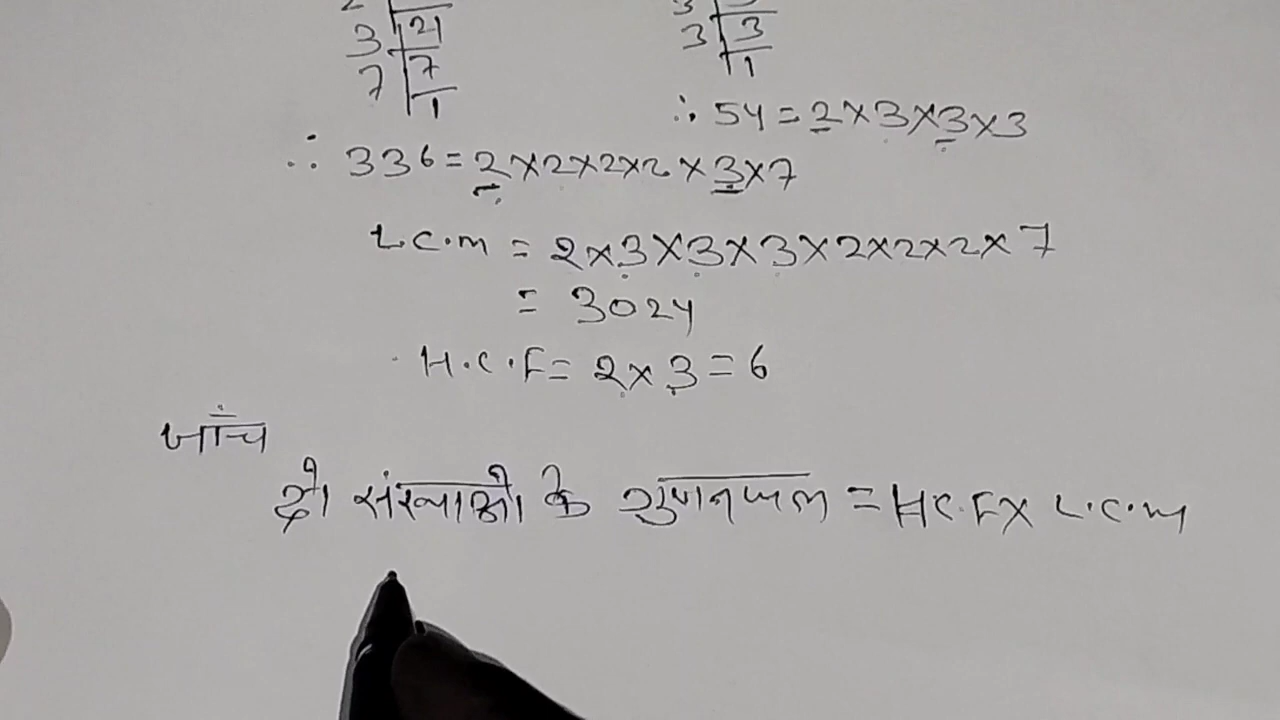 3 | 21
3 | 3
7 | 7
1
1
∴ 54 = 2×3×3×3
∴ 336 = 2×2×2×2×3×7
L.C.M = 2×3×3×3×2×2×2×7
= 3024
H.C.F = 2×3 = 6
जाँच
दो संख्याओं के गुणनफल = H.C.F × L.C.M